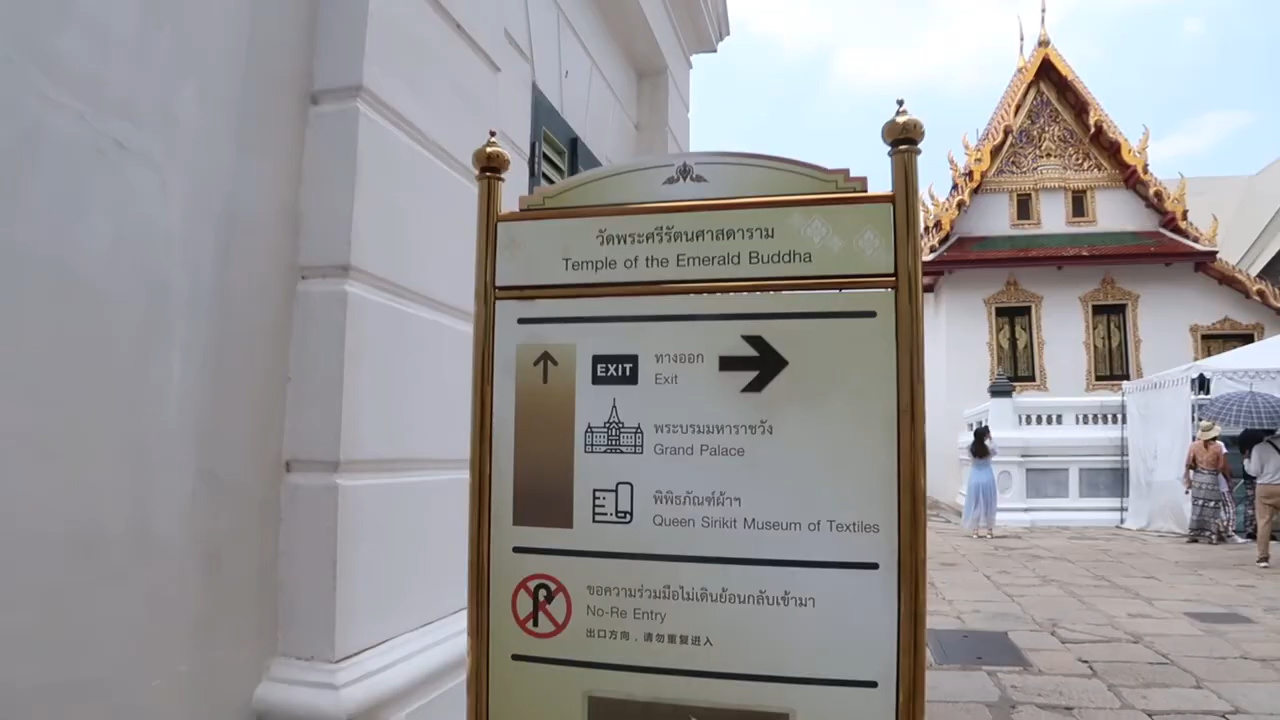 วัดพระศรีรัตนศาสดาราม
Temple of the Emerald Buddha
EXIT
ทางออก
Exit
พระบรมมหาราชวัง
Grand Palace
พิพิธภัณฑ์ผ้าฯ
Queen Sirikit Museum of Textiles
ขอความร่วมมือไม่เดินย้อนกลับเข้ามา
No-Re Entry
出口方向，请勿重复进入